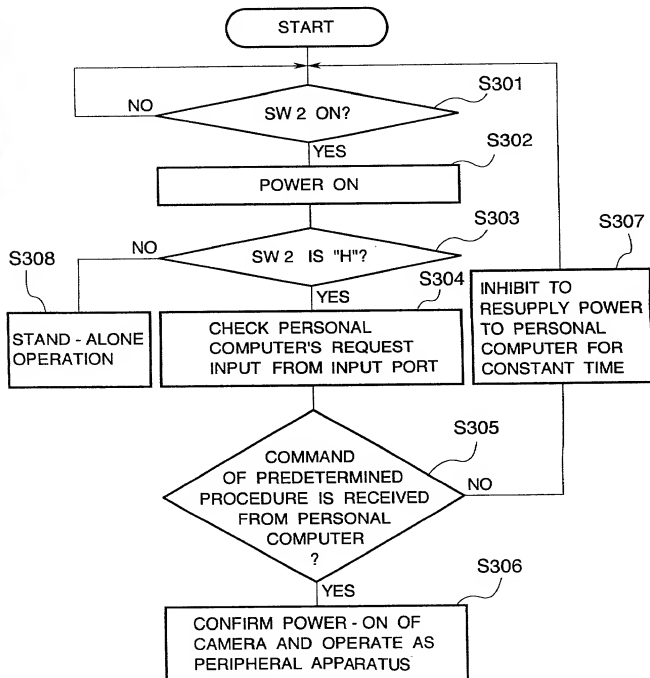 START
S301
SW 2 ON?
NO
YES
S302
POWER ON
S303
SW 2 IS "H"?
NO
YES
S308
STAND - ALONE
OPERATION
S304
CHECK PERSONAL
COMPUTER'S REQUEST
INPUT FROM INPUT PORT
S307
INHIBIT TO
RESUPPLY POWER
TO PERSONAL
COMPUTER FOR
CONSTANT TIME
S305
COMMAND
OF PREDETERMINED
PROCEDURE IS RECEIVED
FROM PERSONAL
COMPUTER
?
NO
YES
S306
CONFIRM POWER - ON OF
CAMERA AND OPERATE AS
PERIPHERAL APPARATUS